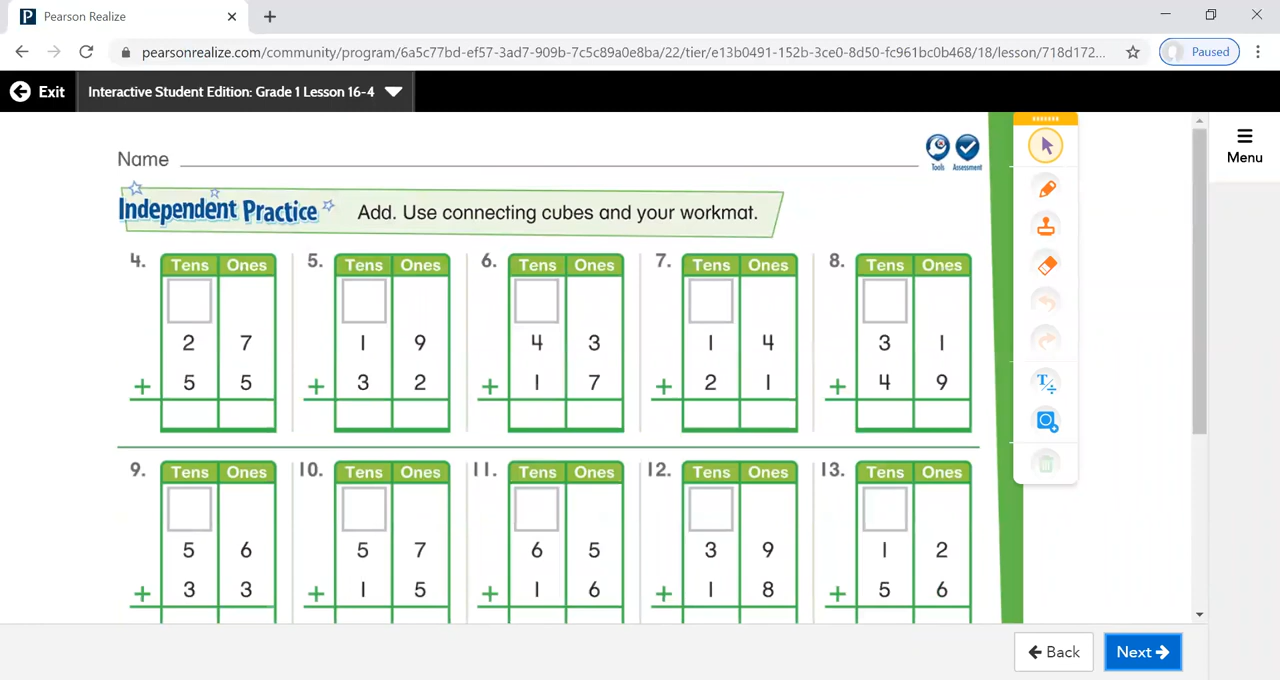 Pearson Realize
pearsonrealize.com/community/program/6a5c77bd-ef57-3ad7-909b-7c5c89a0e8ba/22/tier/e13b0491-152b-3ce0-8d50-fc961bc0b468/18/lesson/718d172...
Paused
Exit
Interactive Student Edition: Grade 1 Lesson 16-4
Menu
Name
Tools Assessment
Independent Practice Add. Use connecting cubes and your workmat.
4. 5. 6. 7. 8.
Tens Ones Tens Ones Tens Ones Tens Ones Tens Ones
2 7 1 9 4 3 1 4 3 1
+ 5 5 + 3 2 + 1 7 + 2 1 + 4 9
9. 10. 11. 12. 13.
Tens Ones Tens Ones Tens Ones Tens Ones Tens Ones
5 6 5 7 6 5 3 9 1 2
+ 3 3 + 1 5 + 1 6 + 1 8 + 5 6
Back Next